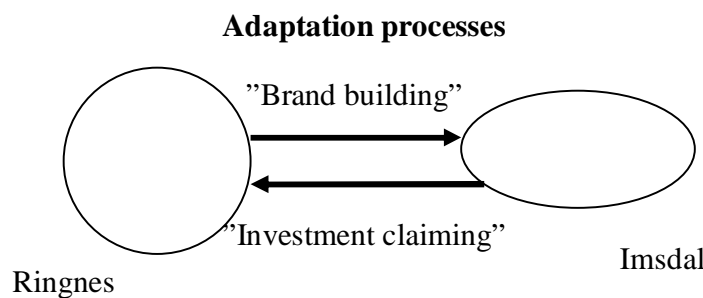 Adaptation processes
”Brand building”
”Investment claiming”
Imsdal
Ringnes